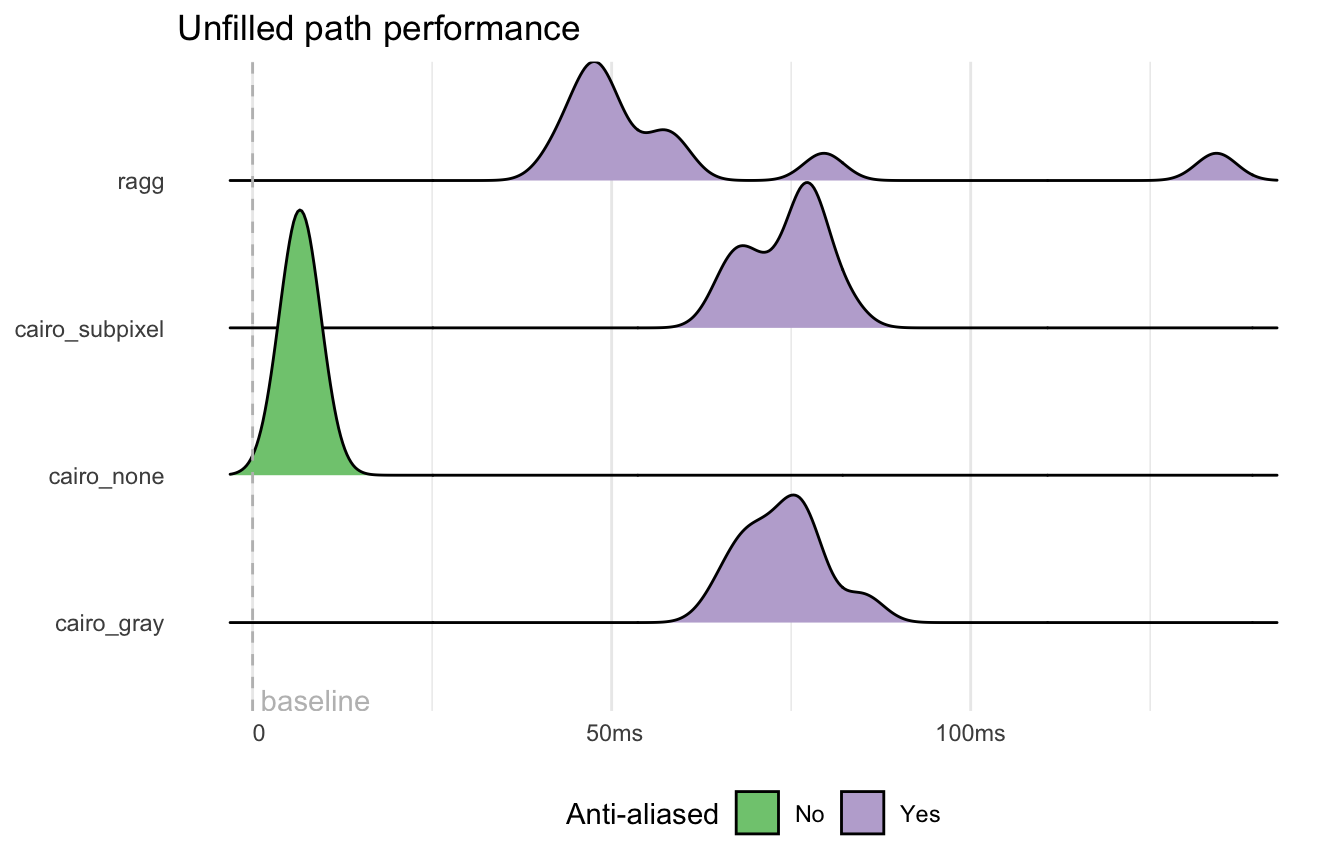 Unfilled path performance
ragg
cairo_subpixel
cairo_none
cairo_gray
baseline
0 50ms 100ms
Anti-aliased No Yes